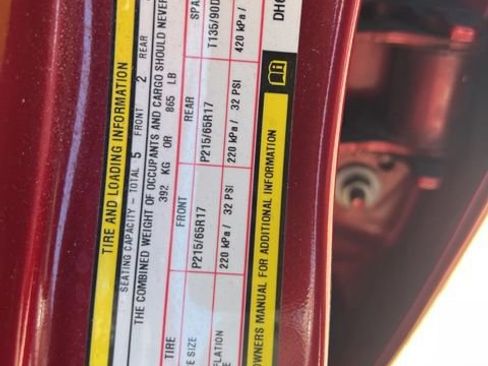 TIRE AND LOADING INFORMATION
SEATING CAPACITY - TOTAL 5 FRONT 2 REAR
THE COMBINED WEIGHT OF OCCUPANTS AND CARGO SHOULD NEVER
392 KG OR 865 LB
TIRE FRONT REAR SPA
E SIZE P215/65R17 P215/65R17 T135/90D
FLATION 220 kPa / 32 PSI 220 kPa / 32 PSI 420 kPa /
E
OWNERS MANUAL FOR ADDITIONAL INFORMATION
DH6